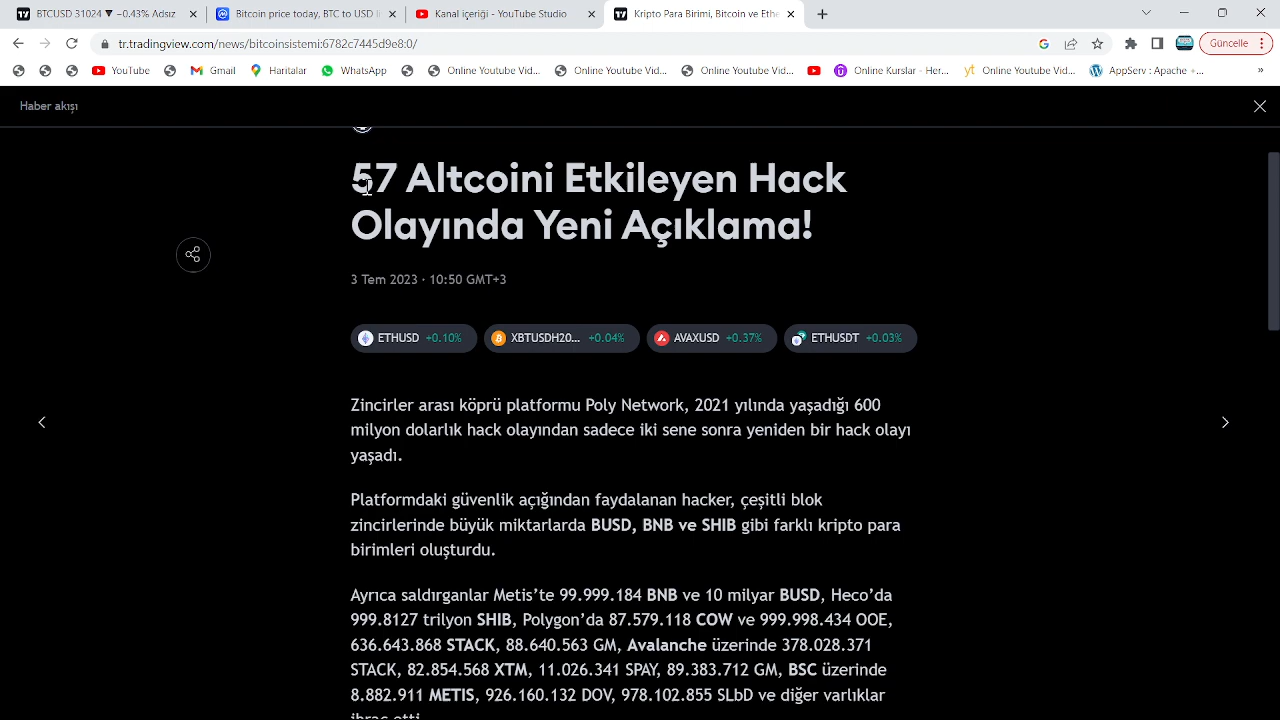 BTCUSD 31024 ▼ −0.43% Adsız
Bitcoin price today, BTC to USD li
Kanal içeriği - YouTube Studio
Kripto Para Birimi, Bitcoin ve Ethe
tr.tradingview.com/news/bitcoinsistemi:6782c7445d9e8:0/
Güncelle
YouTube
Gmail
Haritalar
WhatsApp
Online Youtube Vid...
Online Youtube Vid...
Online Youtube Vid...
Online Kurslar - Her...
yt Online Youtube Vid...
AppServ : Apache +...
»
Haber akışı
57 Altcoini Etkileyen Hack
Olayında Yeni Açıklama!
3 Tem 2023 · 10:50 GMT+3
ETHUSD +0.10%
XBTUSDH20... +0.04%
AVAXUSD +0.37%
ETHUSDT +0.03%
Zincirler arası köprü platformu Poly Network, 2021 yılında yaşadığı 600
milyon dolarlık hack olayından sadece iki sene sonra yeniden bir hack olayı
yaşadı.
Platformdaki güvenlik açığından faydalanan hacker, çeşitli blok
zincirlerinde büyük miktarlarda BUSD, BNB ve SHIB gibi farklı kripto para
birimleri oluşturdu.
Ayrıca saldırganlar Metis’te 99.999.184 BNB ve 10 milyar BUSD, Heco’da
999.8127 trilyon SHIB, Polygon’da 87.579.118 COW ve 999.998.434 OOE,
636.643.868 STACK, 88.640.563 GM, Avalanche üzerinde 378.028.371
STACK, 82.854.568 XTM, 11.026.341 SPAY, 89.383.712 GM, BSC üzerinde
8.882.911 METIS, 926.160.132 DOV, 978.102.855 SLbD ve diğer varlıklar
ihraç etti.